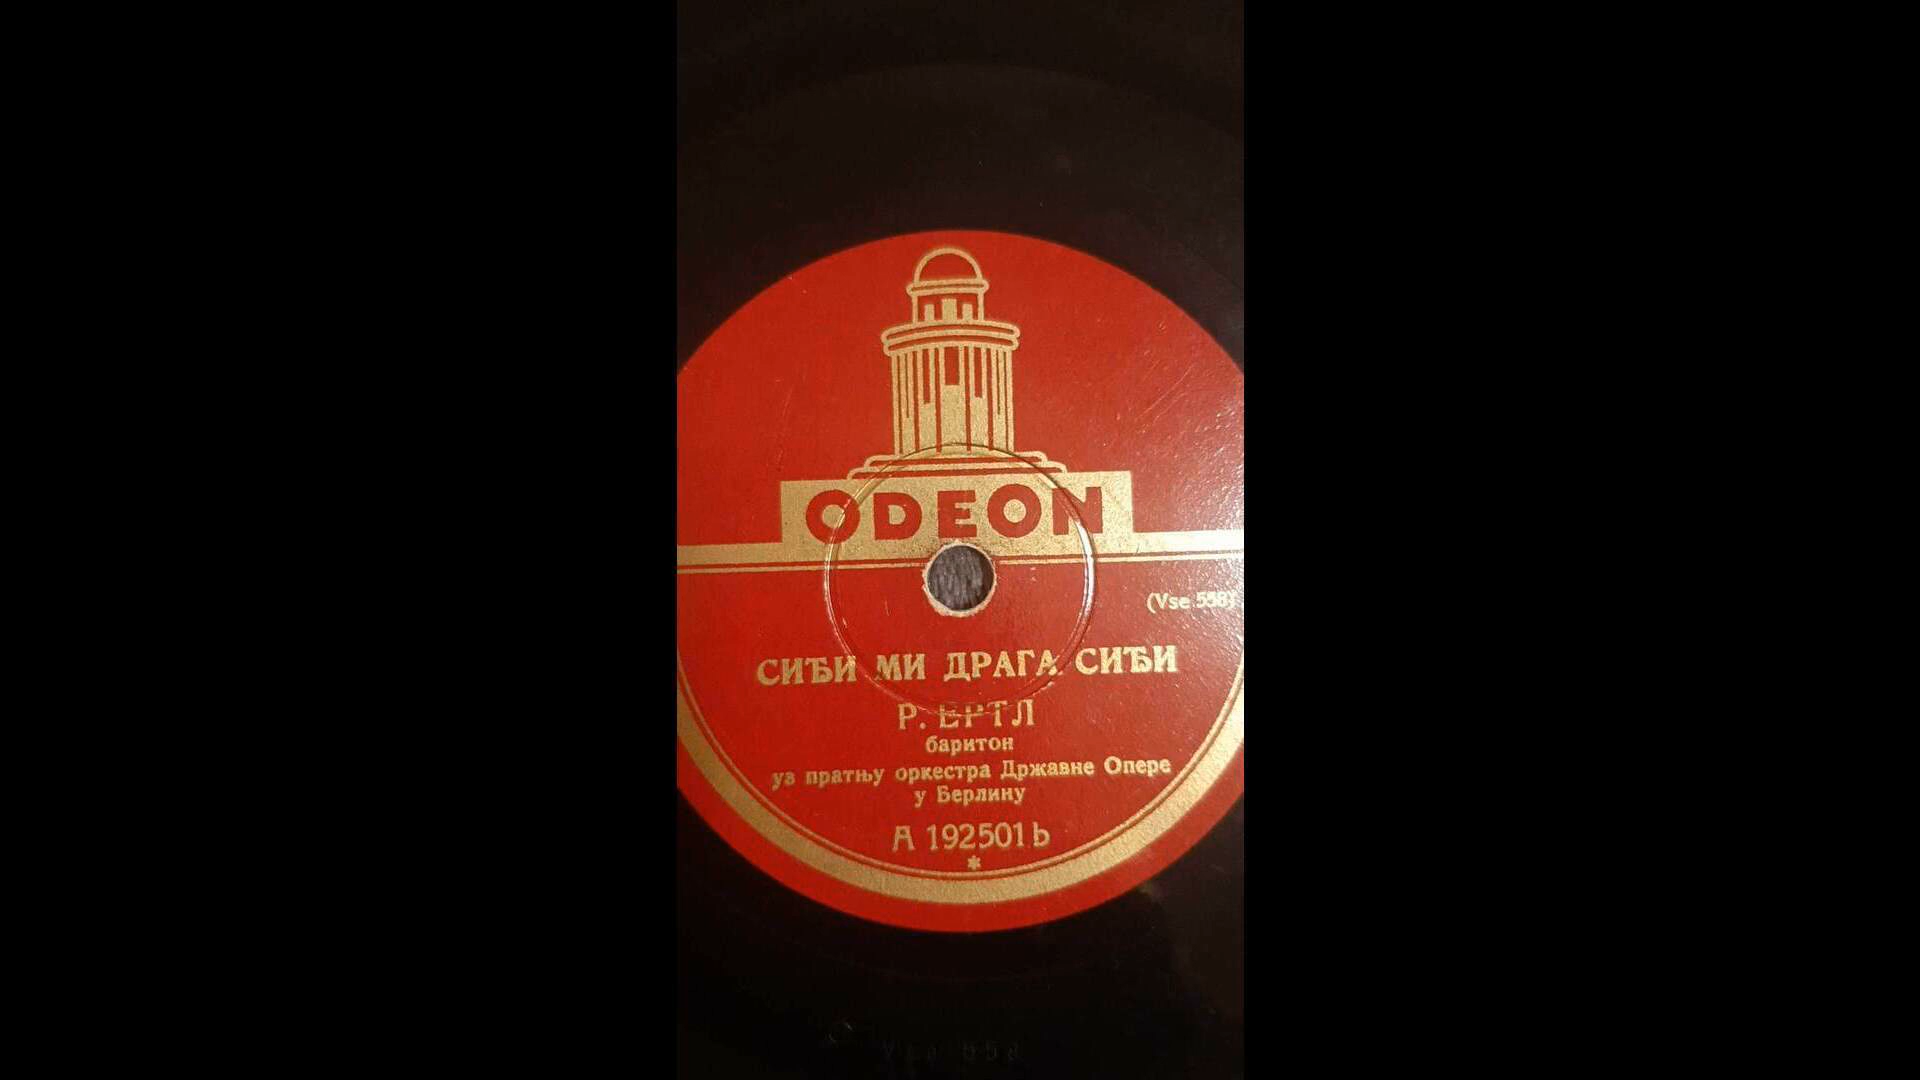 ODEON
(Vse 558)
СИЂИ МИ ДРАГА СИЂИ
Р. ЕРТЛ
баритон
уз пратњу оркестра Државне Опере
у Берлину
A 192501 b
*